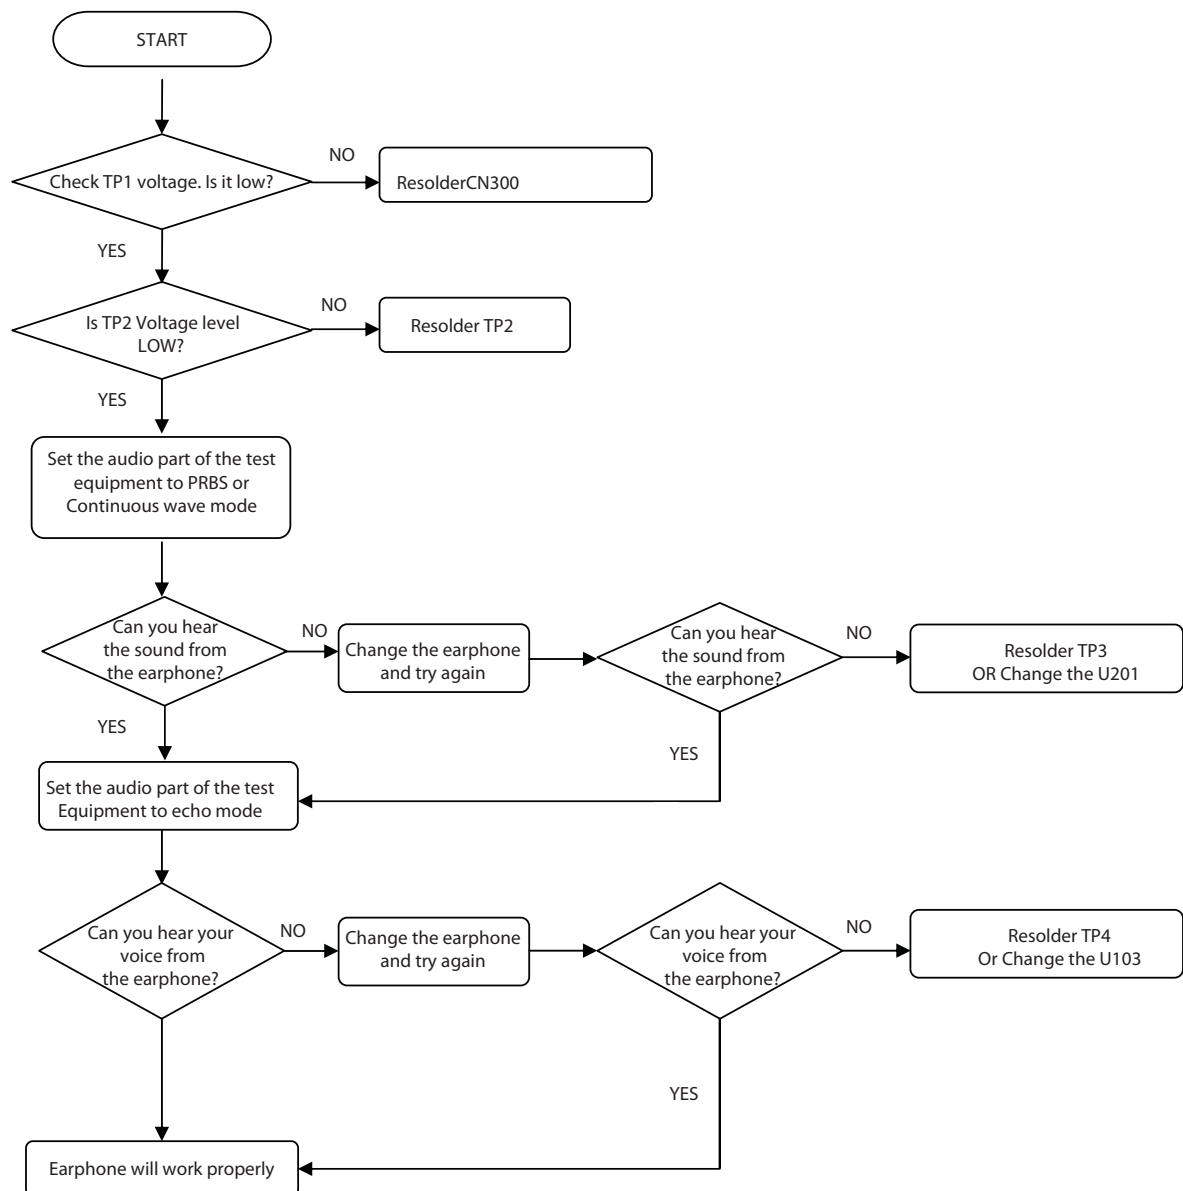 START
Check TP1 voltage. Is it low?
NO
ResolderCN300
YES
Is TP2 Voltage level
LOW?
NO
Resolder TP2
YES
Set the audio part of the test
equipment to PRBS or
Continuous wave mode
Can you hear
the sound from
the earphone?
NO
Change the earphone
and try again
Can you hear
the sound from
the earphone?
NO
Resolder TP3
OR Change the U201
YES
YES
Set the audio part of the test
Equipment to echo mode
Can you hear your
voice from
the earphone?
NO
Change the earphone
and try again
Can you hear your
voice from
the earphone?
NO
Resolder TP4
Or Change the U103
YES
Earphone will work properly